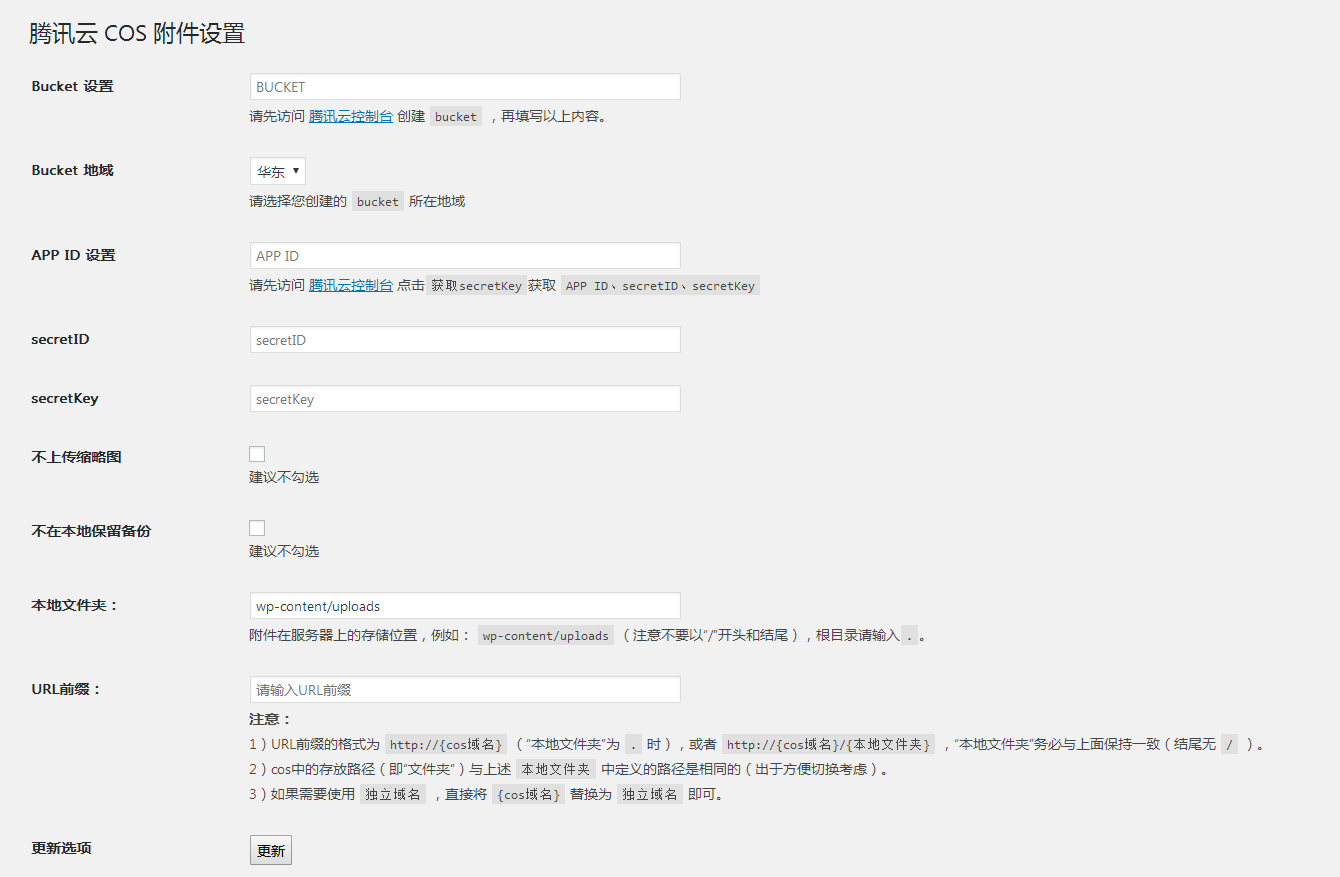 腾讯云 COS 附件设置
Bucket 设置
BUCKET
请先访问 腾讯云控制台 创建 bucket ，再填写以上内容。
Bucket 地域
华东
请选择您创建的 bucket 所在地域
APP ID 设置
APP ID
请先访问 腾讯云控制台 点击 获取secretKey 获取 APP ID、secretID、secretKey
secretID
secretID
secretKey
secretKey
不上传缩略图
建议不勾选
不在本地保留备份
建议不勾选
本地文件夹：
wp-content/uploads
附件在服务器上的存储位置，例如： wp-content/uploads （注意不要以“/”开头和结尾），根目录请输入 . 。
URL前缀：
请输入URL前缀
注意：
1）URL前缀的格式为 http://{cos域名} （“本地文件夹”为 . 时），或者 http://{cos域名}/{本地文件夹} ，“本地文件夹”务必与上面保持一致（结尾无 / ）。
2）cos中的存放路径（即“文件夹”）与上述 本地文件夹 中定义的路径是相同的（出于方便切换考虑）。
3）如果需要使用 独立域名 ，直接将 {cos域名} 替换为 独立域名 即可。
更新选项
更新